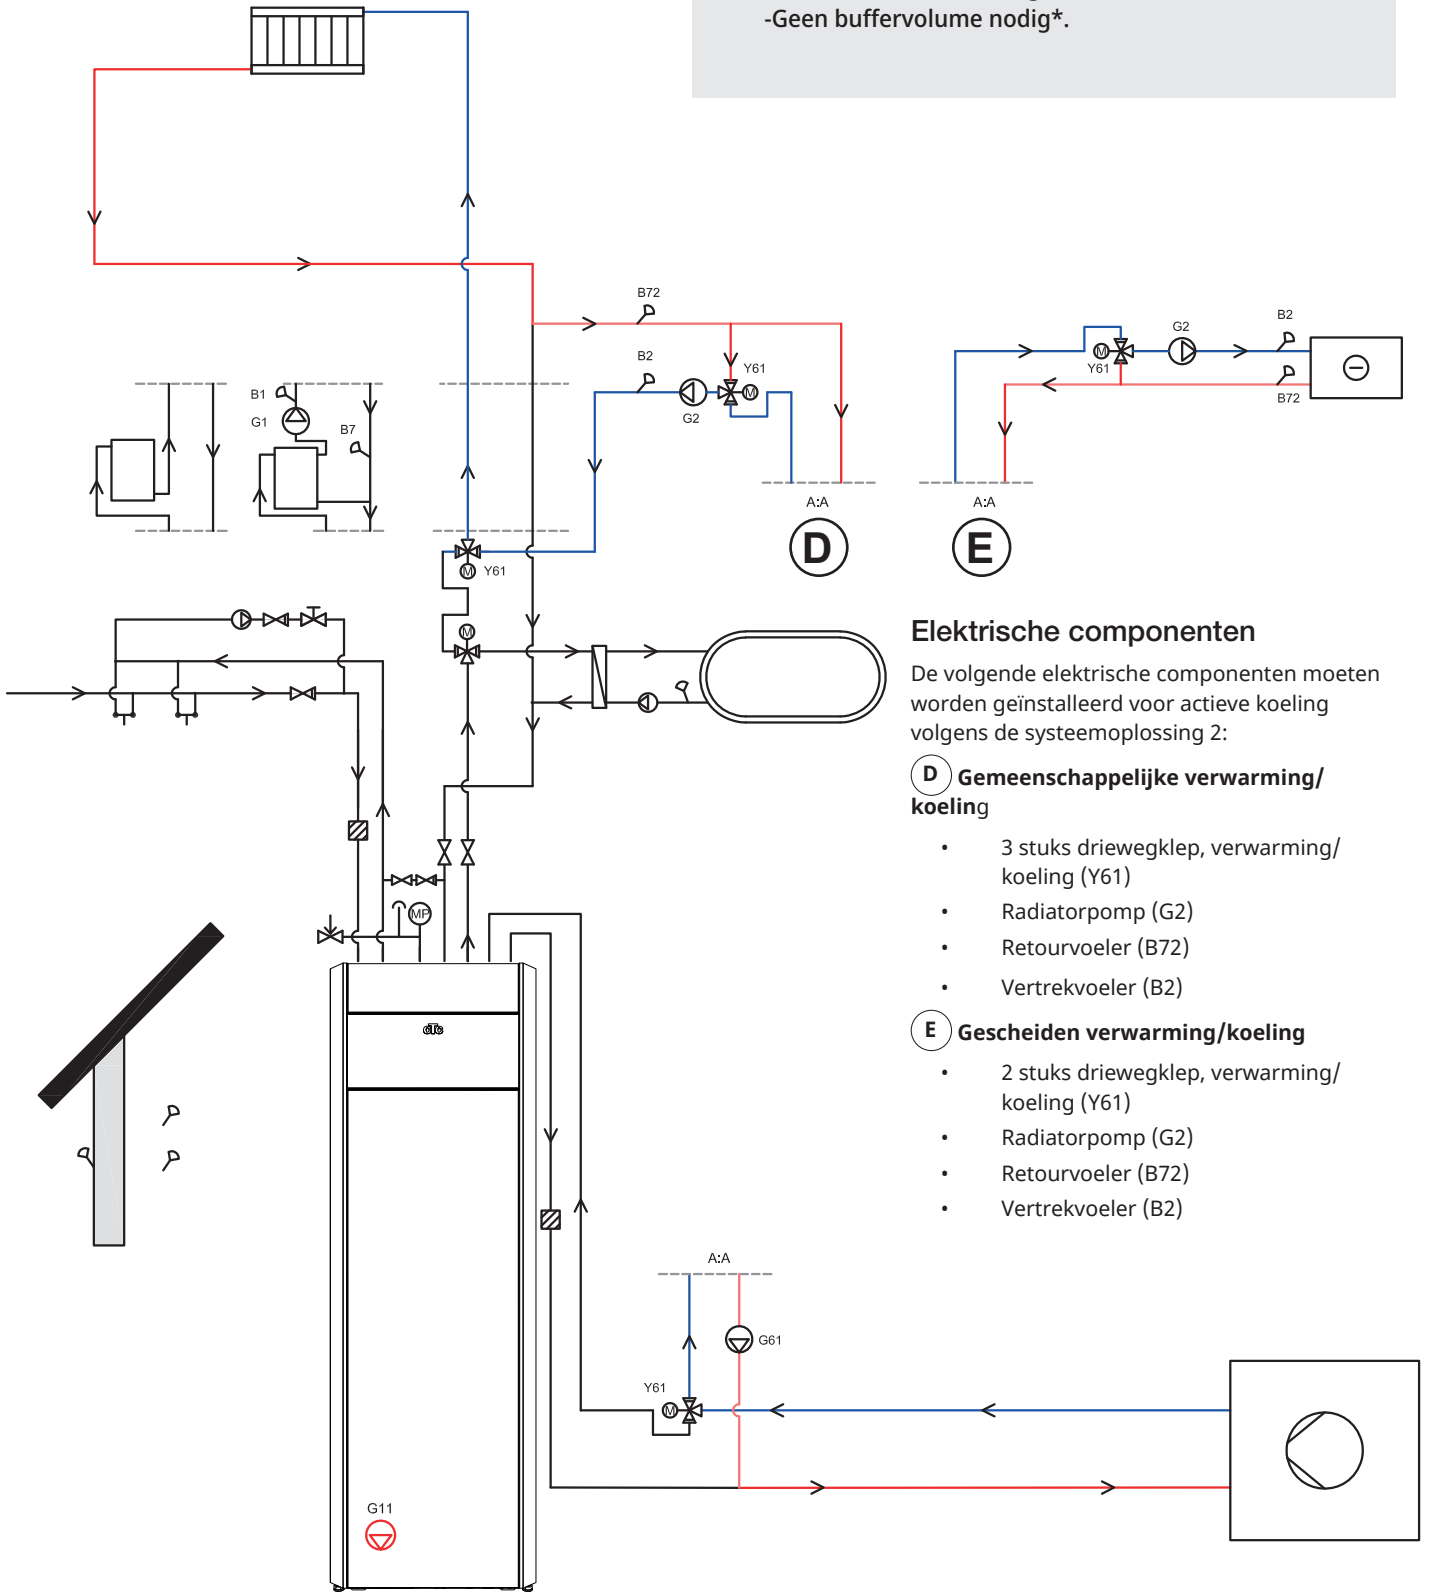 -Geen buffervolume nodig*.
B72
B2
Y61
M
G2
A:A
D
G2
B2
M
Y61
B72
A:A
E
B1
G1
B7
M
Y61
M
MP
CTC
Elektrische componenten
De volgende elektrische componenten moeten
worden geïnstalleerd voor actieve koeling
volgens de systeemoplossing 2:
D Gemeenschappelijke verwarming/
koeling
• 3 stuks driewegklep, verwarming/
koeling (Y61)
• Radiatorpomp (G2)
• Retourvoeler (B72)
• Vertrekvoeler (B2)
E Gescheiden verwarming/koeling
• 2 stuks driewegklep, verwarming/
koeling (Y61)
• Radiatorpomp (G2)
• Retourvoeler (B72)
• Vertrekvoeler (B2)
A:A
G61
Y61
M
G11